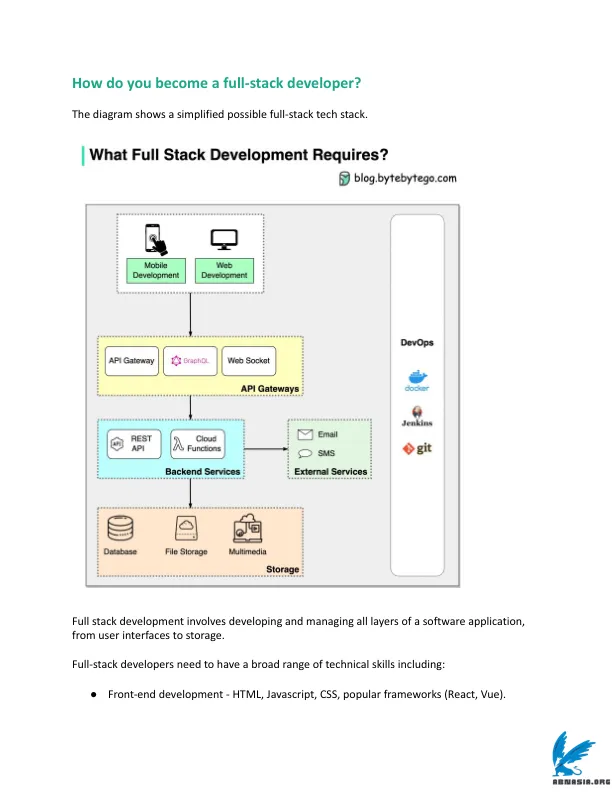 How do you become a full-stack developer?
The diagram shows a simplified possible full-stack tech stack.
What Full Stack Development Requires?
blog.bytebytego.com
Mobile
Development
Web
Development
API Gateway
GraphQL
Web Socket
API Gateways
REST
API
Cloud
Functions
Backend Services
Email
SMS
External Services
Database
File Storage
Multimedia
Storage
DevOps
docker
Jenkins
git
Full stack development involves developing and managing all layers of a software application,
from user interfaces to storage.
Full-stack developers need to have a broad range of technical skills including:
● Front-end development - HTML, Javascript, CSS, popular frameworks (React, Vue).
ABNASIA.ORG